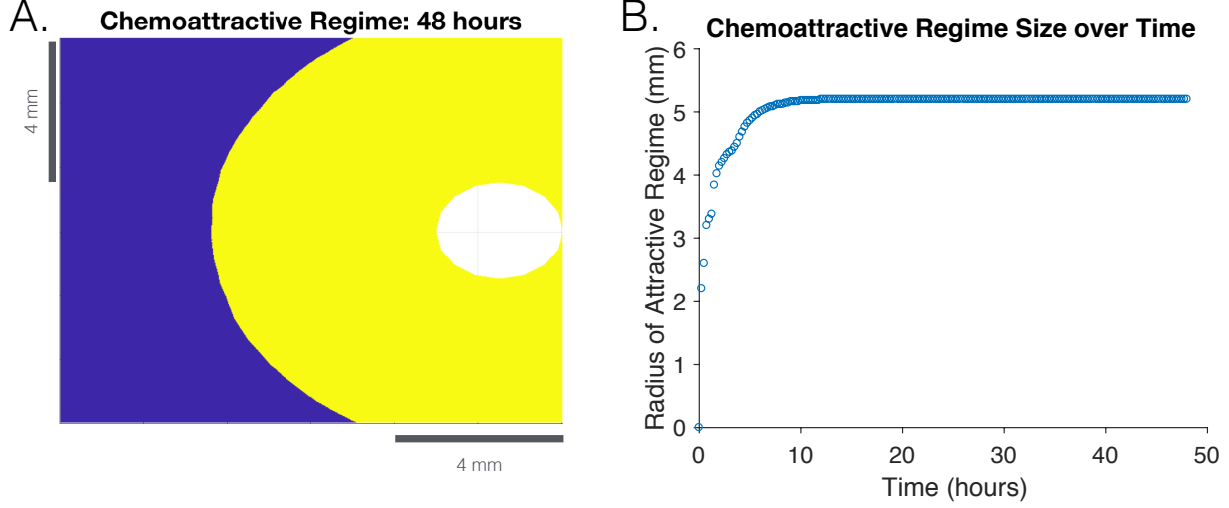 A.
Chemoattractive Regime: 48 hours
4 mm
4 mm
B.
Chemoattractive Regime Size over Time
Radius of Attractive Regime (mm)
6
5
4
3
2
1
0
0 10 20 30 40 50
Time (hours)